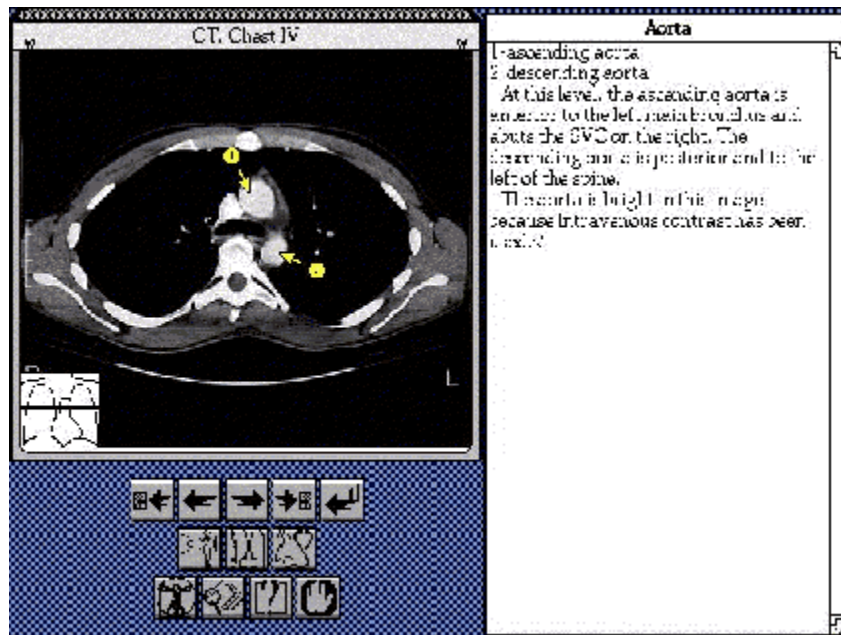 CT, Chest IV
L
Aorta
1-ascending aorta
2 descending aorta
At this level, the ascending aorta is
anterior to the left main bronchus and
abuts the SVC on the right. The
descending aorta is posterior and to the
left of the spine.
The aorta is bright in this image
because intravenous contrast has been